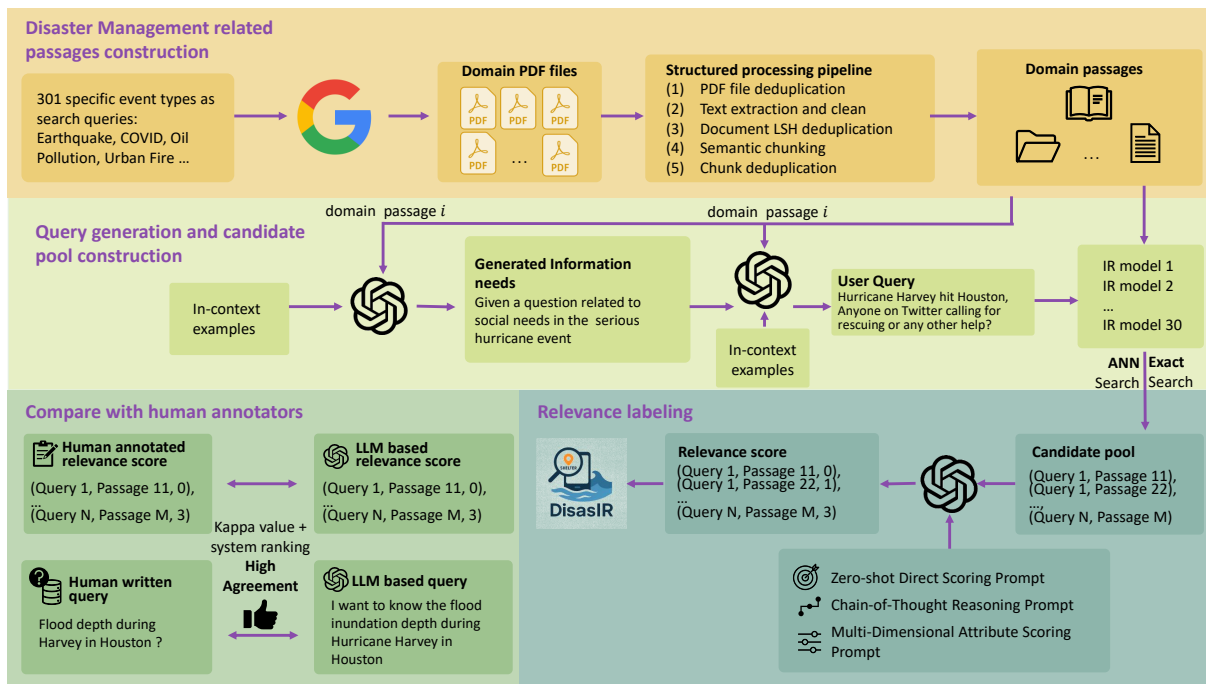 Disaster Management related
passages construction
301 specific event types as
search queries:
Earthquake, COVID, Oil
Pollution, Urban Fire ...
Domain PDF files
PDF
PDF
PDF
PDF
...
PDF
Structured processing pipeline
(1) PDF file deduplication
(2) Text extraction and clean
(3) Document LSH deduplication
(4) Semantic chunking
(5) Chunk deduplication
Domain passages
...
domain passage i
domain passage i
Query generation and candidate
pool construction
In-context
examples
Generated Information
needs
Given a question related to
social needs in the serious
hurricane event
In-context
examples
User Query
Hurricane Harvey hit Houston,
Anyone on Twitter calling for
rescuing or any other help?
IR model 1
IR model 2
...
IR model 30
ANN
Search
Exact
Search
Compare with human annotators
Human annotated
relevance score
(Query 1, Passage 11, 0),
...
(Query N, Passage M, 3)
LLM based
relevance score
(Query 1, Passage 11, 0),
...
(Query N, Passage M, 3)
Kappa value +
system ranking
High
Agreement
Human written
query
Flood depth during
Harvey in Houston ?
LLM based query
I want to know the flood
inundation depth during
Hurricane Harvey in
Houston
Relevance labeling
SHELTER
DisasIR
Relevance score
(Query 1, Passage 11, 0),
(Query 1, Passage 22, 1),
...
(Query N, Passage M, 3)
Candidate pool
(Query 1, Passage 11),
(Query 1, Passage 22),
...,
(Query N, Passage M)
Zero-shot Direct Scoring Prompt
Chain-of-Thought Reasoning Prompt
Multi-Dimensional Attribute Scoring
Prompt